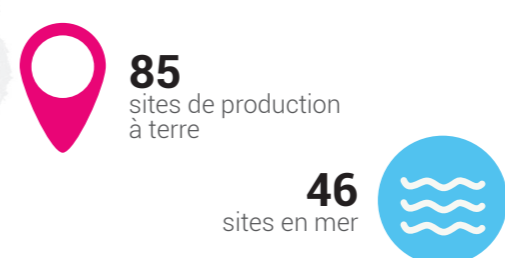 85
sites de production
à terre
46
sites en mer